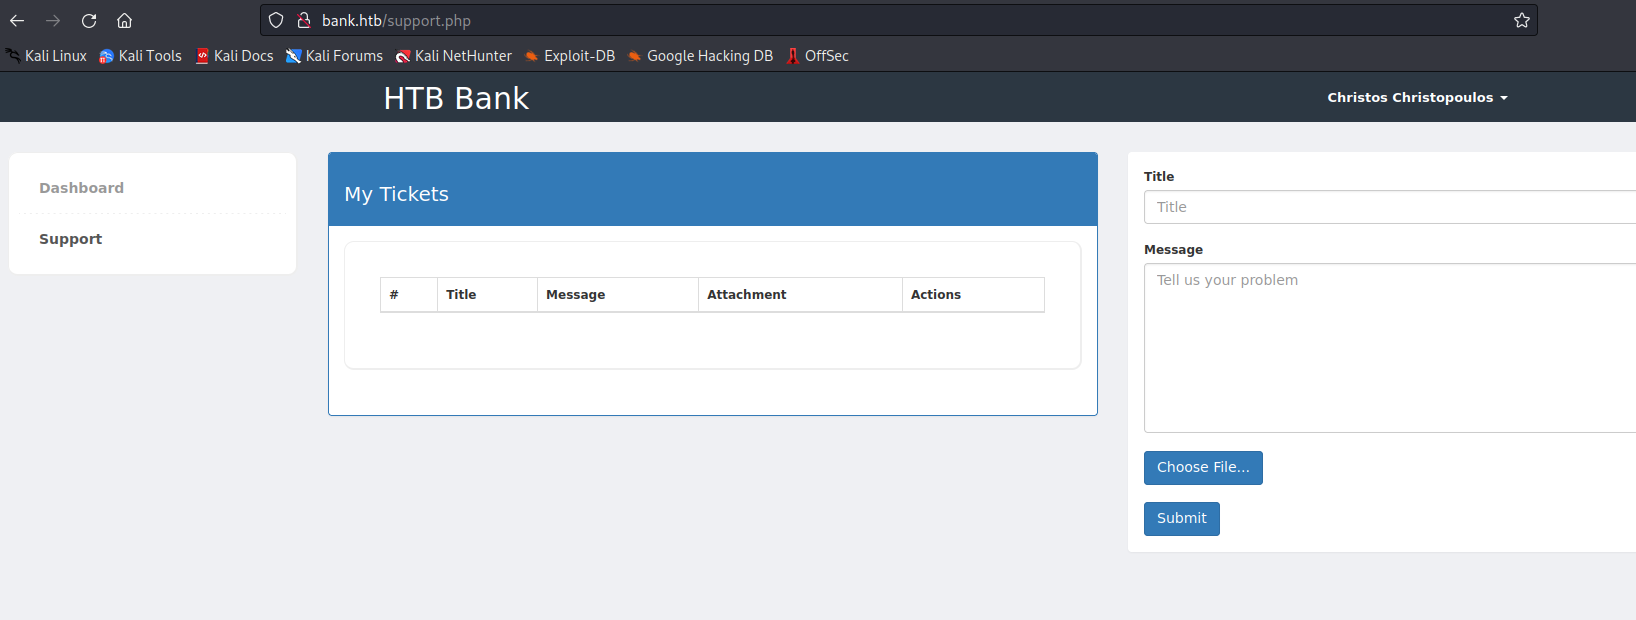 bank.htb/support.php
Kali Linux Kali Tools Kali Docs Kali Forums Kali NetHunter Exploit-DB Google Hacking DB OffSec
HTB Bank
Christos Christopoulos
Dashboard
Support
My Tickets
# Title Message Attachment Actions
Title
Title
Message
Tell us your problem
Choose File...
Submit